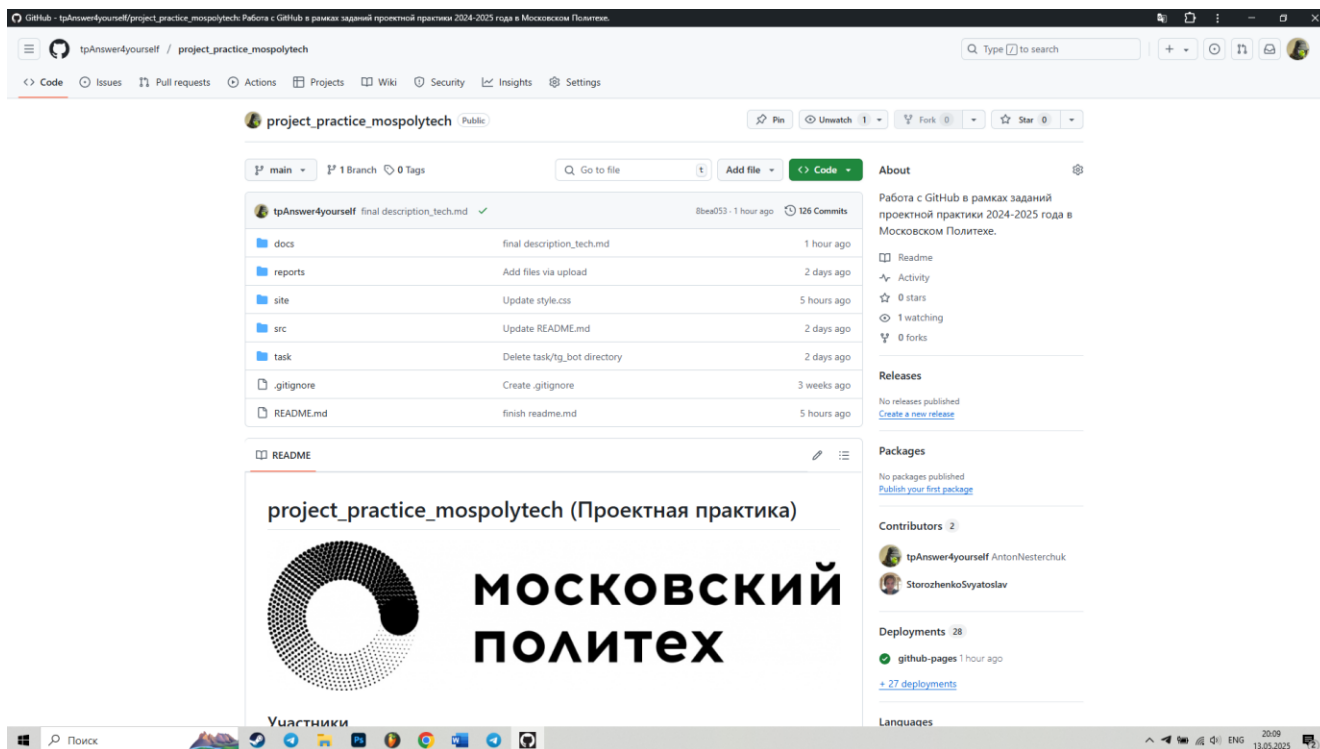 GitHub - tpAnswer4yourself/project_practice_mospolytech: Работа с GitHub в рамках заданий проектной практики 2024-2025 года в Московском Политехе.
tpAnswer4yourself / project_practice_mospolytech
Type / to search
Code Issues Pull requests Actions Projects Wiki Security Insights Settings
project_practice_mospolytech Public
Pin Unwatch 1 Fork 0 Star 0
main 1 Branch 0 Tags Go to file t Add file Code
tpAnswer4yourself final description_tech.md 8bea053 · 1 hour ago 126 Commits
docs final description_tech.md 1 hour ago
reports Add files via upload 2 days ago
site Update style.css 5 hours ago
src Update README.md 2 days ago
task Delete task/tg_bot directory 2 days ago
.gitignore Create .gitignore 3 weeks ago
README.md finish readme.md 5 hours ago
README
project_practice_mospolytech (Проектная практика)
московский
политех
Участники
About
Работа с GitHub в рамках заданий
проектной практики 2024-2025 года в
Московском Политехе.
Readme
Activity
0 stars
1 watching
0 forks
Releases
No releases published
Create a new release
Packages
No packages published
Publish your first package
Contributors 2
tpAnswer4yourself AntonNesterchuk
StorozhenkoSvyatoslav
Deployments 28
github-pages 1 hour ago
+ 27 deployments
Languages
Поиск
Ps
W
ENG
20:09
13.05.2025
2